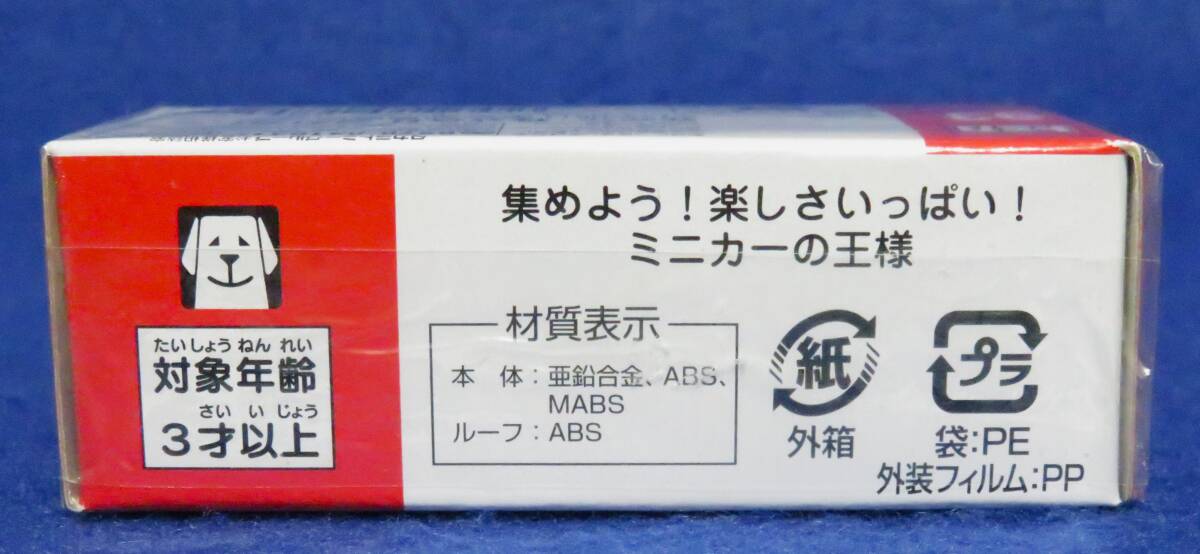 集めよう!楽しさいっぱい!
ミニカーの王様
たいしょうねんれい
対象年齢
さいいじょう
3才以上
材質表示
本 体:亜鉛合金、ABS、
MABS
ルーフ:ABS
紙
外箱
プラ
袋:PE
外装フィルム:PP